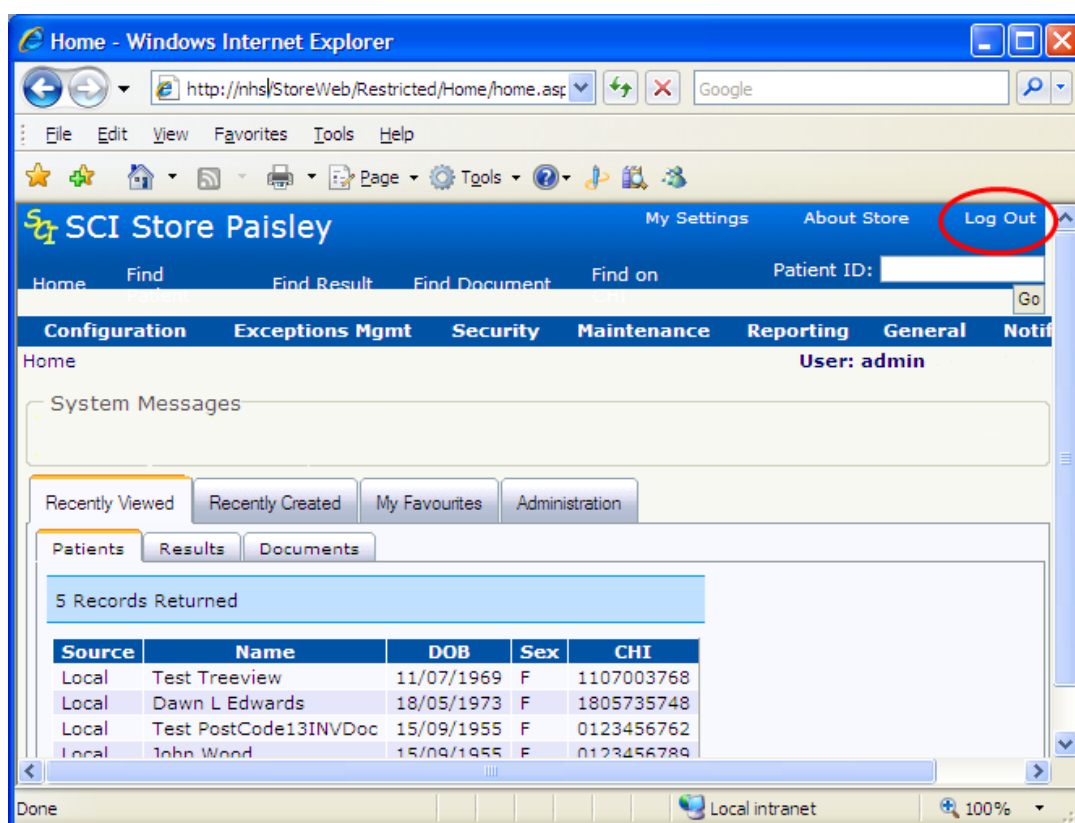 Home - Windows Internet Explorer
http://nhs/StoreWeb/Restricted/Home/home.asp
Google
File Edit View Favorites Tools Help
Page Tools
SCI SCI Store Paisley
My Settings About Store Log Out
Home Find Find Result Find Document Find on Patient ID:
Go
Configuration Exceptions Mgmt Security Maintenance Reporting General Notif
Home User: admin
System Messages
Recently Viewed Recently Created My Favourites Administration
Patients Results Documents
5 Records Returned
Source Name DOB Sex CHI
Local Test Treeview 11/07/1969 F 1107003768
Local Dawn L Edwards 18/05/1973 F 1805735748
Local Test PostCode13INVDoc 15/09/1955 F 0123456762
Local John Wood 15/09/1955 F 0123456789
Done Local intranet 100%